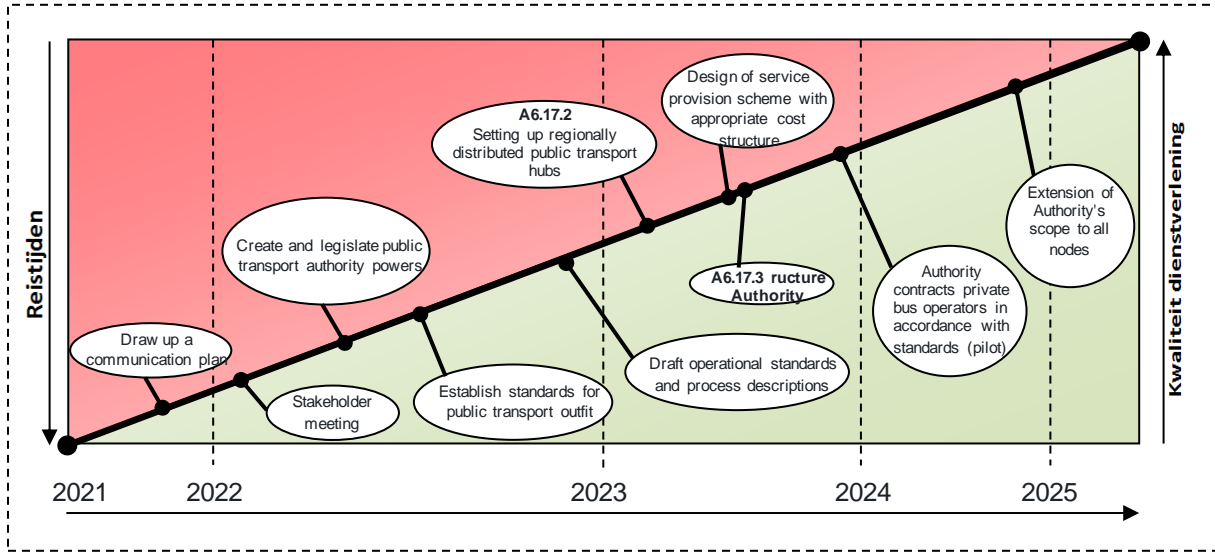 Reistijden
Draw up a
communication plan
Stakeholder
meeting
Create and legislate public
transport authority powers
Establish standards for
public transport outfit
A6.17.2
Setting up regionally
distributed public transport
hubs
Draft operational standards
and process descriptions
Design of service
provision scheme with
appropriate cost
structure
A6.17.3 ructure
Authority
Authority
contracts private
bus operators in
accordance with
standards (pilot)
Extension of
Authority's
scope to all
nodes
Kwaliteit dienstverlening
2021
2022
2023
2024
2025